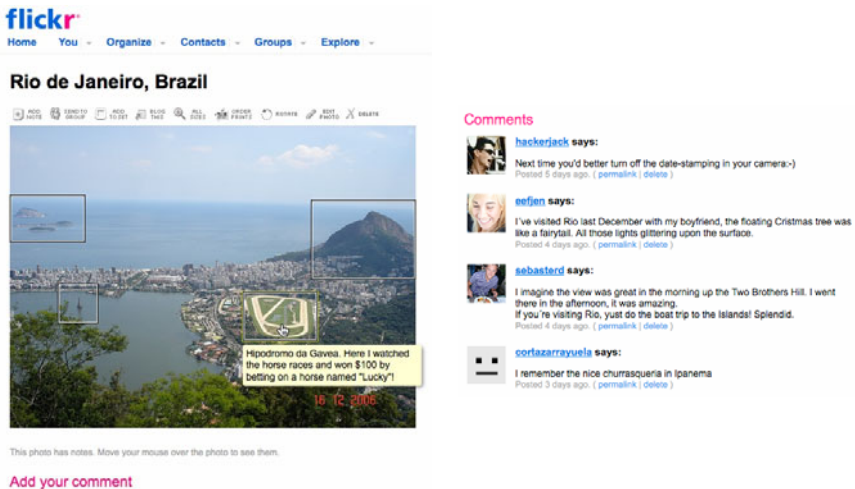 flickr
Home You Organize Contacts Groups Explore
Rio de Janeiro, Brazil
ADD NOTE SEND TO GROUP ADD TO SET BLOG THIS ALL SIZES ORDER PRINTS ROTATE EDIT PHOTO DELETE
Hipodromo da Gavea. Here I watched
the horse races and won $100 by
betting on a horse named "Lucky"!
16 12 2006
This photo has notes. Move your mouse over the photo to see them.
Add your comment
Comments
hackerjack says:
Next time you'd better turn off the date-stamping in your camera:-)
Posted 5 days ago. ( permalink | delete )
eefjen says:
I've visited Rio last December with my boyfriend, the floating Cristmas tree was
like a fairytail. All those lights glittering upon the surface.
Posted 4 days ago. ( permalink | delete )
sebasterd says:
I imagine the view was great in the morning up the Two Brothers Hill. I went
there in the afternoon, it was amazing.
If you're visiting Rio, yust do the boat trip to the Islands! Splendid.
Posted 4 days ago. ( permalink | delete )
cortazarrayuela says:
I remember the nice churrasqueria in Ipanema
Posted 3 days ago. ( permalink | delete )